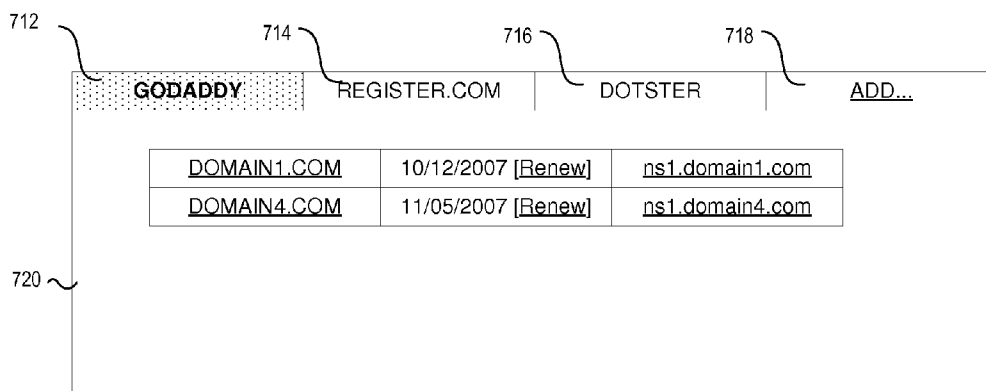 712
714
716
718
GODADDY REGISTER.COM DOTSTER ADD...
DOMAIN1.COM 10/12/2007 [Renew] ns1.domain1.com
DOMAIN4.COM 11/05/2007 [Renew] ns1.domain4.com
720